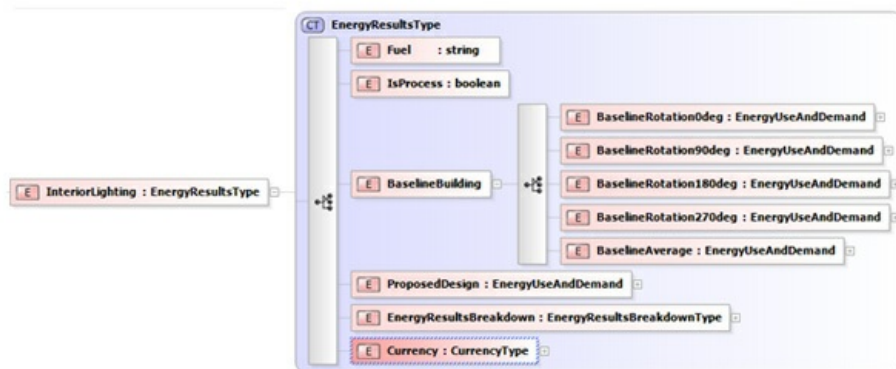 CT EnergyResultsType
E Fuel : string
E IsProcess : boolean
E BaselineRotation0deg : EnergyUseAndDemand
E BaselineRotation90deg : EnergyUseAndDemand
E InteriorLighting : EnergyResultsType
E BaselineBuilding
E BaselineRotation180deg : EnergyUseAndDemand
E BaselineRotation270deg : EnergyUseAndDemand
E BaselineAverage : EnergyUseAndDemand
E ProposedDesign : EnergyUseAndDemand
E EnergyResultsBreakdown : EnergyResultsBreakdownType
E Currency : CurrencyType